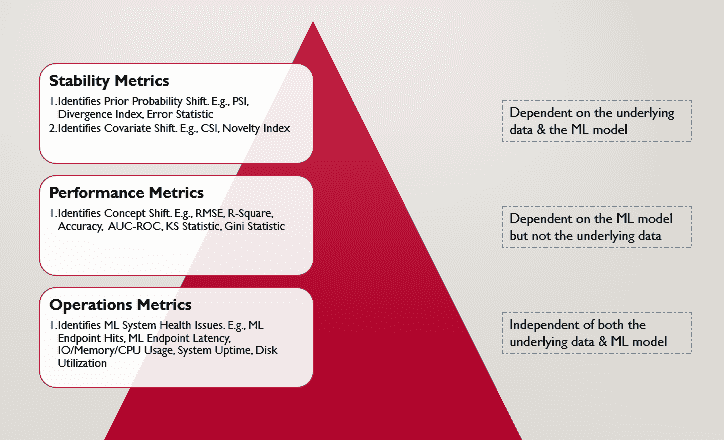 Stability Metrics
1.Identifies Prior Probability Shift. E.g., PSI,
Divergence Index, Error Statistic
2.Identifies Covariate Shift. E.g., CSI, Novelty Index
Dependent on the underlying
data & the ML model
Performance Metrics
1.Identifies Concept Shift. E.g., RMSE, R-Square,
Accuracy, AUC-ROC, KS Statistic, Gini Statistic
Dependent on the ML model
but not the underlying data
Operations Metrics
1.Identifies ML System Health Issues. E.g., ML
Endpoint Hits, ML Endpoint Latency,
IO/Memory/CPU Usage, System Uptime, Disk
Utilization
Independent of both the
underlying data & ML model